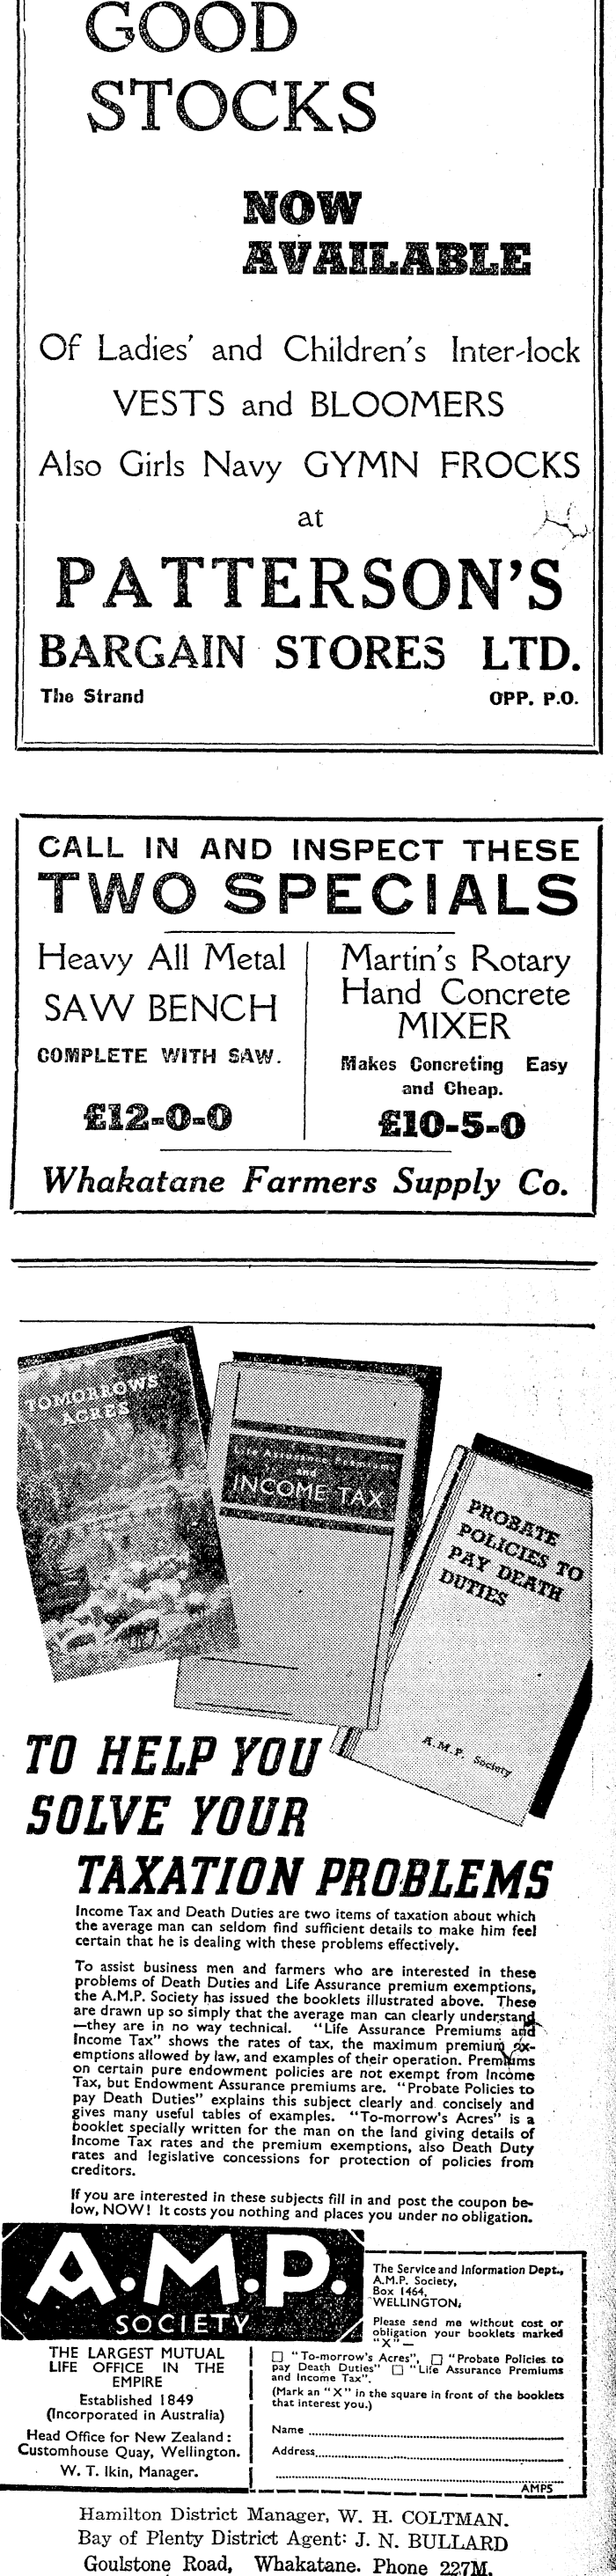 GOOD
STOCKS
NOW
AVAILABLE
Of Ladies' and Children's Inter-lock
VESTS and BLOOMERS
Also Girls Navy GYMN FROCKS
at
PATTERSON'S
BARGAIN STORES LTD.
The Strand OPP. P.O.
CALL IN AND INSPECT THESE
TWO SPECIALS
Heavy All Metal
SAW BENCH
COMPLETE WITH SAW.
£12-0-0
Martin's Rotary
Hand Concrete
MIXER
Makes Concreting Easy
and Cheap.
£10-5-0
Whakatane Farmers Supply Co.
TOMORROWS
ACRES
Life Assurance Premiums
and
INCOME TAX
PROBATE
POLICIES TO
PAY DEATH
DUTIES
A.M.P. Society
TO HELP YOU
SOLVE YOUR
TAXATION PROBLEMS
Income Tax and Death Duties are two items of taxation about which
the average man can seldom find sufficient details to make him feel
certain that he is dealing with these problems effectively.
To assist business men and farmers who are interested in these
problems of Death Duties and Life Assurance premium exemptions,
the A.M.P. Society has issued the booklets illustrated above. These
are drawn up so simply that the average man can clearly understand
—they are in no way technical. "Life Assurance Premiums and
Income Tax" shows the rates of tax, the maximum premium ex-
emptions allowed by law, and examples of their operation. Premiums
on certain pure endowment policies are not exempt from Income
Tax, but Endowment Assurance premiums are. "Probate Policies to
pay Death Duties" explains this subject clearly and concisely and
gives many useful tables of examples. "To-morrow's Acres" is a
booklet specially written for the man on the land giving details of
Income Tax rates and the premium exemptions, also Death Duty
rates and legislative concessions for protection of policies from
creditors.
If you are interested in these subjects fill in and post the coupon be-
low, NOW! It costs you nothing and places you under no obligation.
A.M.P.
SOCIETY
THE LARGEST MUTUAL
LIFE OFFICE IN THE
EMPIRE
Established 1849
(Incorporated in Australia)
Head Office for New Zealand:
Customhouse Quay, Wellington.
W. T. Ikin, Manager.
The Service and Information Dept.,
A.M.P. Society,
Box 1464,
WELLINGTON.
Please send me without cost or
obligation your booklets marked
"X"—
"To-morrow's Acres", "Probate Policies to
pay Death Duties" "Life Assurance Premiums
and Income Tax".
(Mark an "X" in the square in front of the booklets
that interest you.)
Name
Address
AMP5
Hamilton District Manager, W. H. COLTMAN.
Bay of Plenty District Agent: J. N. BULLARD
Goulstone Road, Whakatane. Phone 227M.